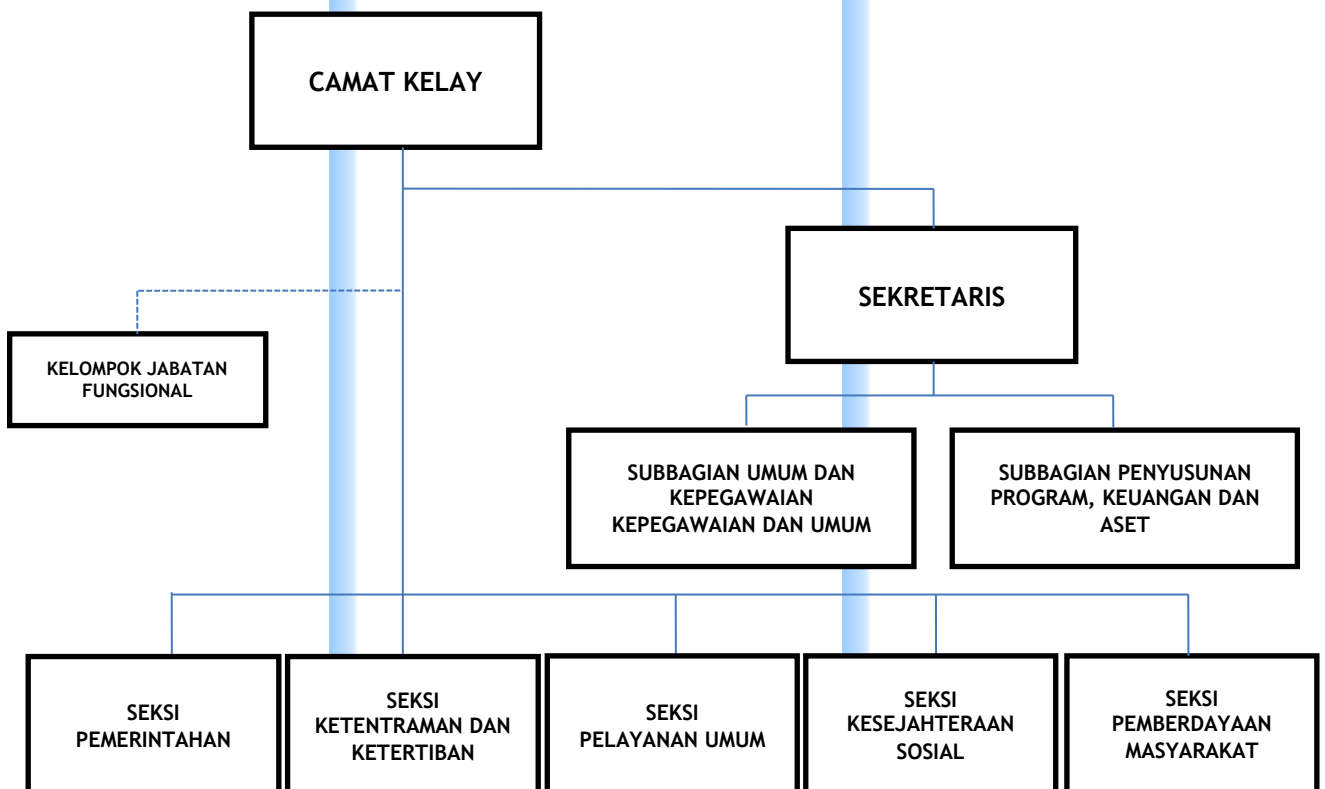 CAMAT KELAY
SEKRETARIS
KELOMPOK JABATAN
FUNGSIONAL
SUBBAGIAN UMUM DAN
KEPEGAWAIAN
KEPEGAWAIAN DAN UMUM
SUBBAGIAN PENYUSUNAN
PROGRAM, KEUANGAN DAN
ASET
SEKSI
PEMERINTAHAN
SEKSI
KETENTRAMAN DAN
KETERTIBAN
SEKSI
PELAYANAN UMUM
SEKSI
KESEJAHTERAAN
SOSIAL
SEKSI
PEMBERDAYAAN
MASYARAKAT